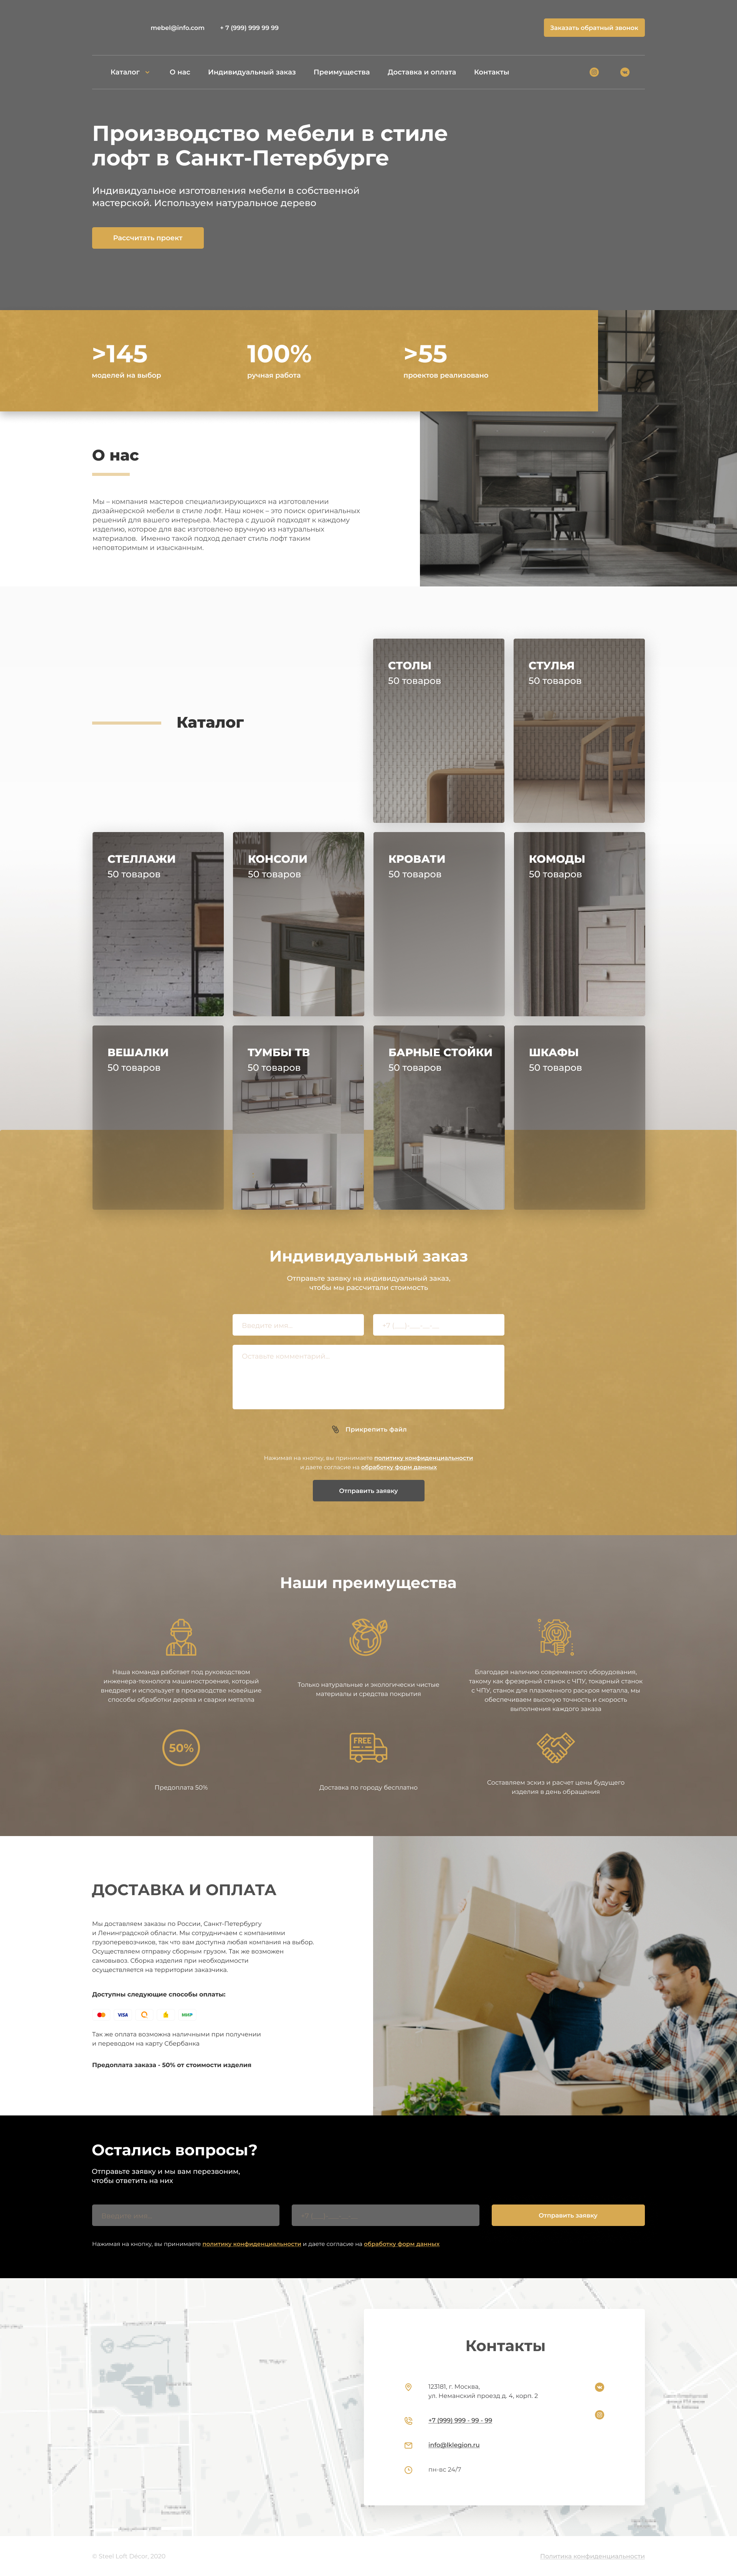 mebel@info.com + 7 (999) 999 99 99
Заказать обратный звонок
Каталог О нас Индивидуальный заказ Преимущества Доставка и оплата Контакты
Производство мебели в стиле
лофт в Санкт-Петербурге
Индивидуальное изготовления мебели в собственной
мастерской. Используем натуральное дерево
Рассчитать проект
>145
моделей на выбор
100%
ручная работа
>55
проектов реализовано
О нас
Мы – компания мастеров специализирующихся на изготовлении
дизайнерской мебели в стиле лофт. Наш конек – это поиск оригинальных
решений для вашего интерьера. Мастера с душой подходят к каждому
изделию, которое для вас изготовлено вручную из натуральных
материалов. Именно такой подход делает стиль лофт таким
неповторимым и изысканным.
Каталог
СТОЛЫ
50 товаров
СТУЛЬЯ
50 товаров
СТЕЛЛАЖИ
50 товаров
КОНСОЛИ
50 товаров
КРОВАТИ
50 товаров
КОМОДЫ
50 товаров
ВЕШАЛКИ
50 товаров
ТУМБЫ ТВ
50 товаров
БАРНЫЕ СТОЙКИ
50 товаров
ШКАФЫ
50 товаров
Индивидуальный заказ
Отправьте заявку на индивидуальный заказ,
чтобы мы рассчитали стоимость
Введите имя...
Оставьте комментарий...
Прикрепить файл
Нажимая на кнопку, вы принимаете политику конфиденциальности
и даете согласие на обработку форм данных
Отправить заявку
Наши преимущества
Наша команда работает под руководством
инженера-технолога машиностроения, который
внедряет и использует в производстве новейшие
способы обработки дерева и сварки металла
Только натуральные и экологически чистые
материалы и средства покрытия
Благодаря наличию современного оборудования,
такому как фрезерный станок с ЧПУ, токарный станок
с ЧПУ, станок для плазменного раскроя металла, мы
обеспечиваем высокую точность и скорость
выполнения каждого заказа
50%
Предоплата 50%
FREE
Доставка по городу бесплатно
Составляем эскиз и расчет цены будущего
изделия в день обращения
ДОСТАВКА И ОПЛАТА
Мы доставляем заказы по России, Санкт-Петербургу
и Ленинградской области. Мы сотрудничаем с компаниями
грузоперевозчиков, так что вам доступна любая компания на выбор.
Осуществляем отправку сборным грузом. Так же возможен
самовывоз. Сборка изделия при необходимости
осуществляется на территории заказчика.
Доступны следующие способы оплаты:
VISA МИР
Так же оплата возможна наличными при получении
и переводом на карту Сбербанка
Предоплата заказа - 50% от стоимости изделия
Остались вопросы?
Отправьте заявку и мы вам перезвоним,
чтобы ответить на них
Отправить заявку
Нажимая на кнопку, вы принимаете политику конфиденциальности и даете согласие на обработку форм данных
Контакты
123181, г. Москва,
ул. Неманский проезд д. 4, корп. 2
+7 (999) 999 - 99 - 99
info@lklegion.ru
пн-вс 24/7
© Steel Loft Décor, 2020
Политика конфиденциальности